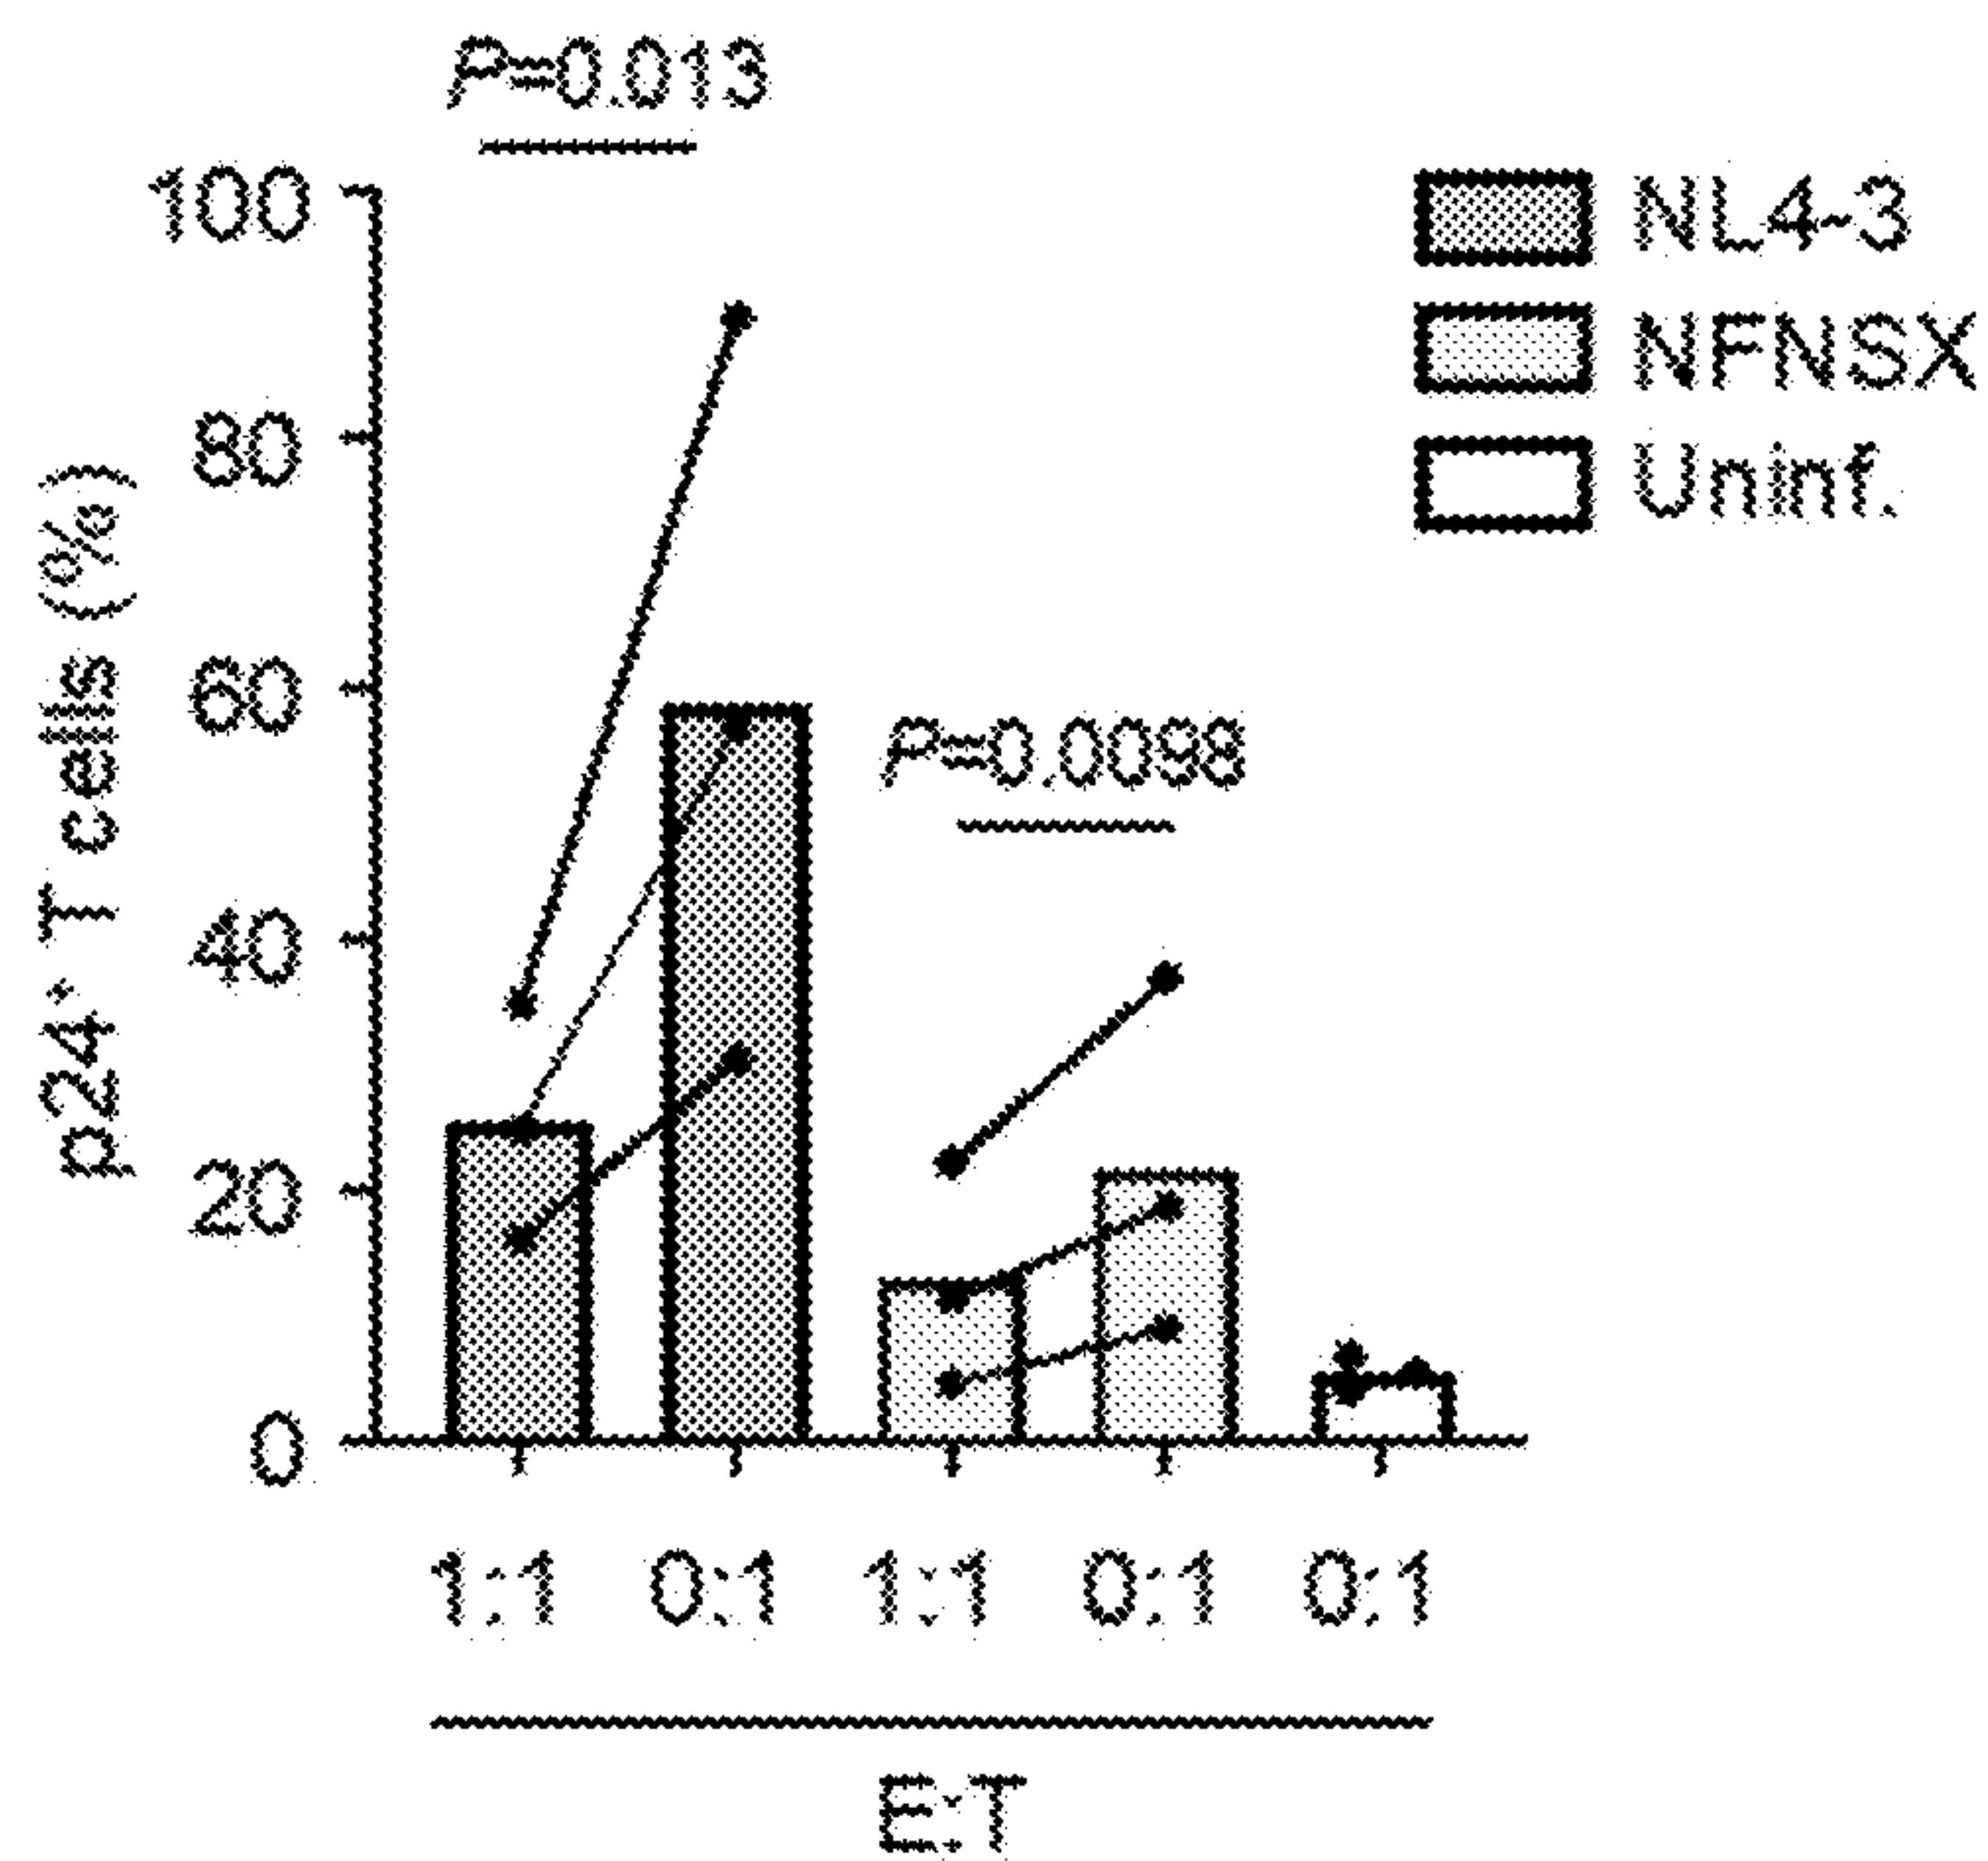 P=0.013
100
80
60
40
20
0
p24⁺ T cells (%)
NL4-3
NFNSX
Uninf.
P=0.0098
1:1 0:1 1:1 0:1 0:1
E:T